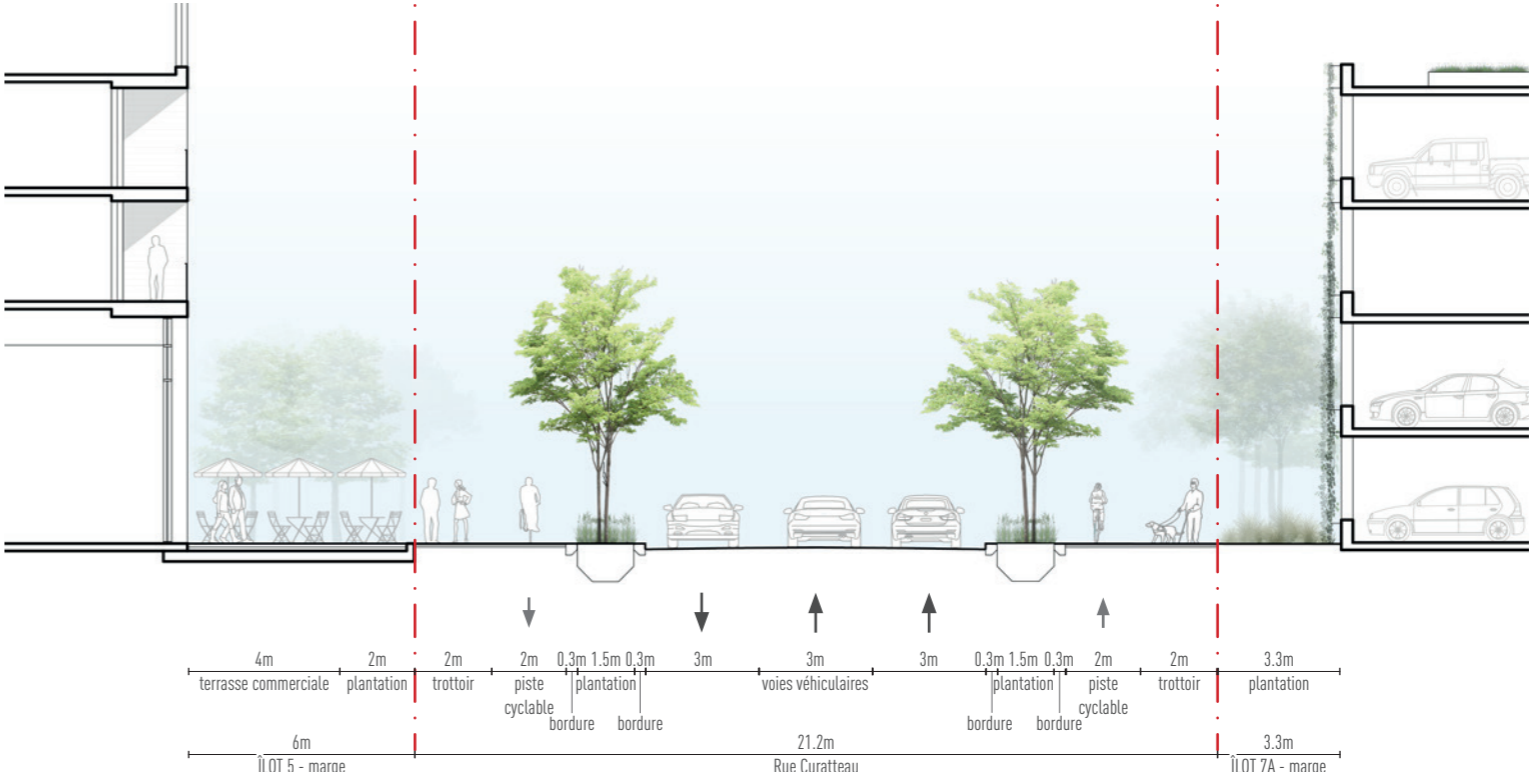 4m 2m 2m 2m 0.3m 1.5m 0.3m 3m 3m 3m 0.3m 1.5m 0.3m 2m 2m 3.3m
terrasse commerciale plantation trottoir piste plantation voies véhiculaires plantation piste trottoir plantation
cyclable cyclable
bordure bordure bordure bordure
6m 21.2m 3.3m
ÎLOT 5 - marge Rue Curatteau ÎLOT 7A - marge